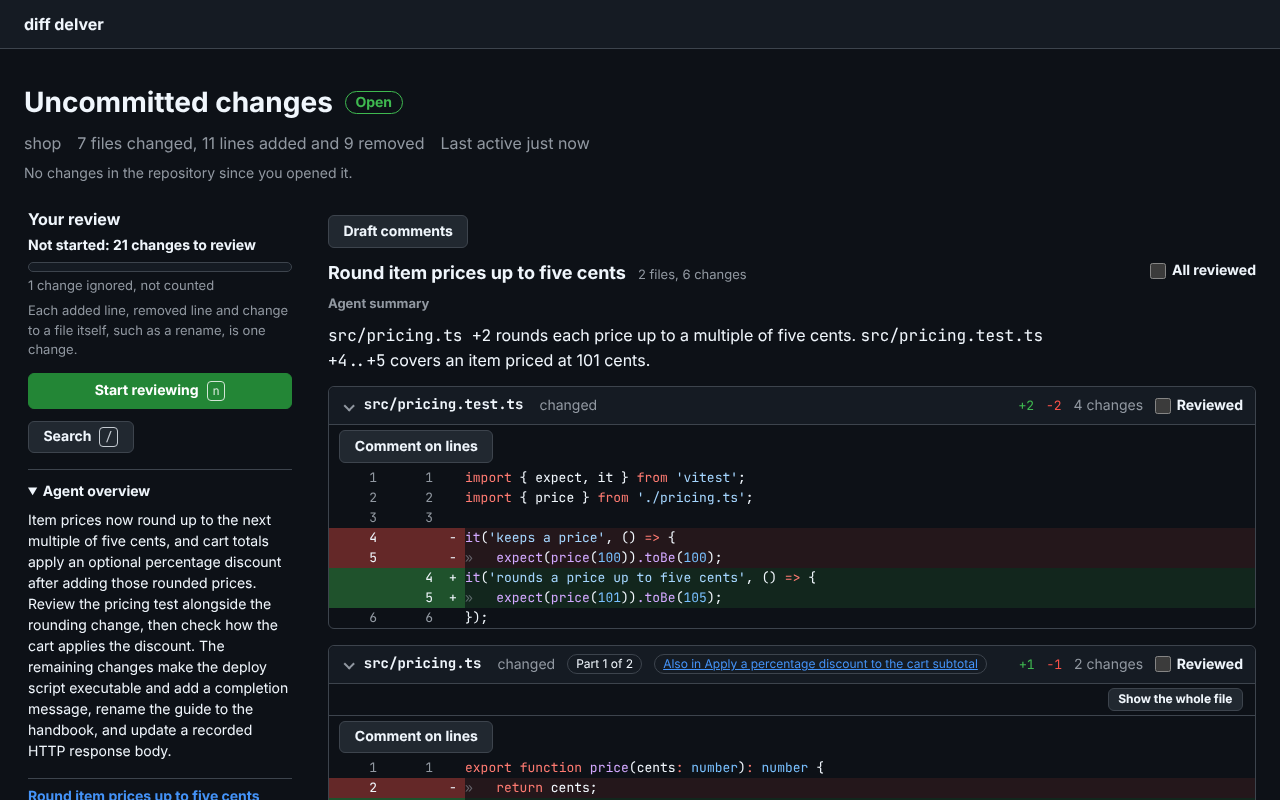 diff delver
Uncommitted changes Open
shop 7 files changed, 11 lines added and 9 removed Last active just now
No changes in the repository since you opened it.
Your review
Not started: 21 changes to review
1 change ignored, not counted
Each added line, removed line and change
to a file itself, such as a rename, is one
change.
Start reviewing n
Search /
Agent overview
Item prices now round up to the next
multiple of five cents, and cart totals
apply an optional percentage discount
after adding those rounded prices.
Review the pricing test alongside the
rounding change, then check how the
cart applies the discount. The
remaining changes make the deploy
script executable and add a completion
message, rename the guide to the
handbook, and update a recorded
HTTP response body.
Round item prices up to five cents
Draft comments
Round item prices up to five cents 2 files, 6 changes All reviewed
Agent summary
src/pricing.ts +2 rounds each price up to a multiple of five cents. src/pricing.test.ts
+4..+5 covers an item priced at 101 cents.
src/pricing.test.ts changed +2 -2 4 changes Reviewed
Comment on lines
1 1 import { expect, it } from 'vitest';
2 2 import { price } from './pricing.ts';
3 3
4 - it('keeps a price', () => {
5 - » expect(price(100)).toBe(100);
4 + it('rounds a price up to five cents', () => {
5 + » expect(price(101)).toBe(105);
6 6 });
src/pricing.ts changed Part 1 of 2 Also in Apply a percentage discount to the cart subtotal +1 -1 2 changes Reviewed
Show the whole file
Comment on lines
1 1 export function price(cents: number): number {
2 - » return cents;